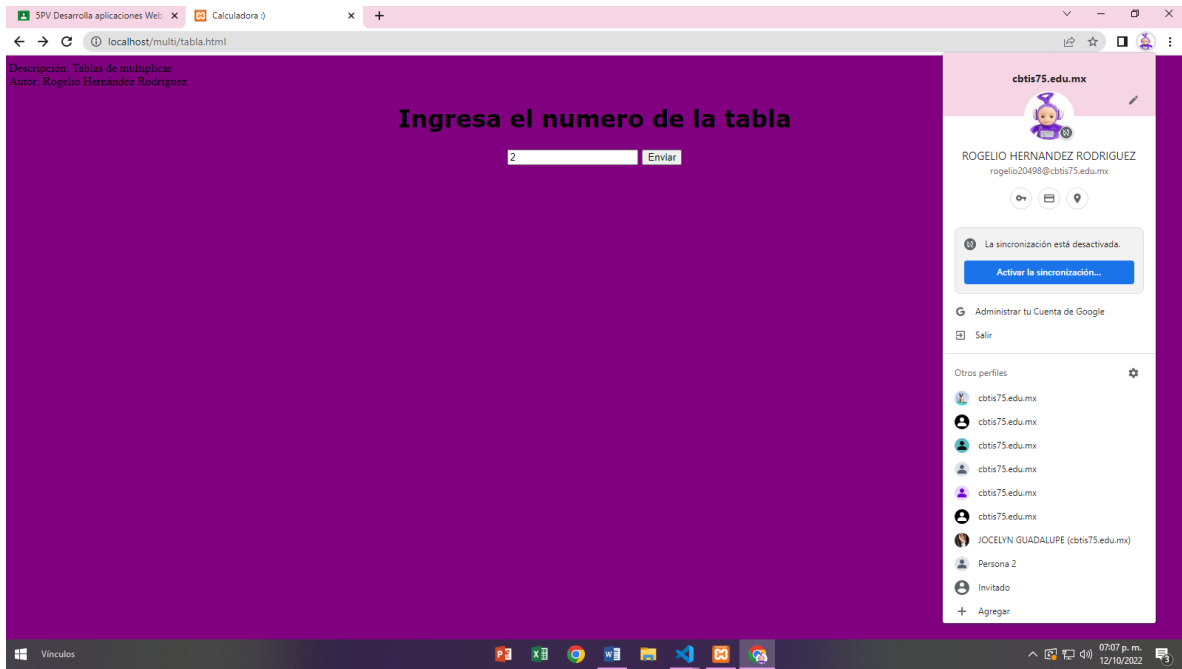 5PV Desarrolla aplicaciones Web
Calculadora :)
localhost/multi/tabla.html
Descripción: Tablas de multiplicar
Autor: Rogelio Hernández Rodríguez
Ingresa el numero de la tabla
2
Enviar
cbtis75.edu.mx
ROGELIO HERNANDEZ RODRIGUEZ
rogelio20498@cbtis75.edu.mx
La sincronización está desactivada.
Activar la sincronización...
G Administrar tu Cuenta de Google
Salir
Otros perfiles
cbtis75.edu.mx
cbtis75.edu.mx
cbtis75.edu.mx
cbtis75.edu.mx
cbtis75.edu.mx
cbtis75.edu.mx
JOCELYN GUADALUPE (cbtis75.edu.mx)
Persona 2
Invitado
+ Agregar
Vínculos
07:07 p. m.
12/10/2022
3